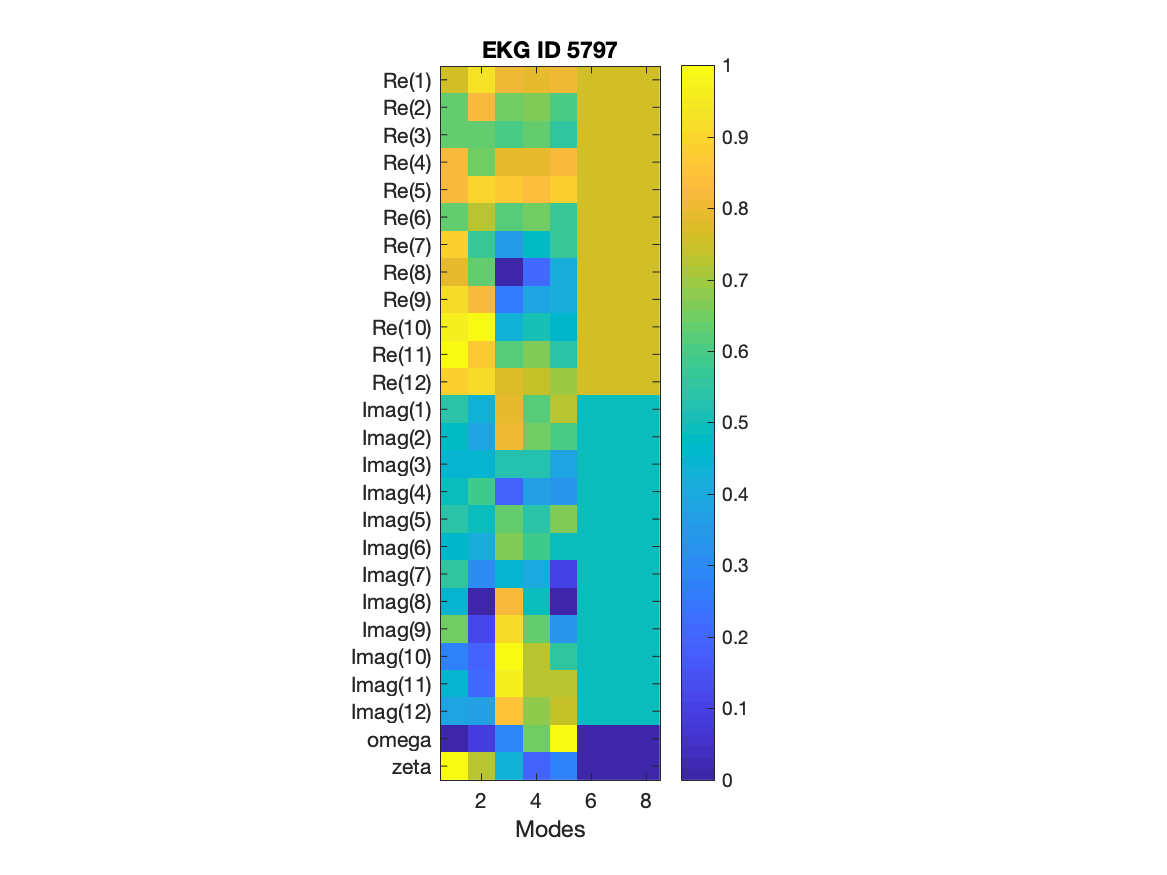 EKG ID 5797
Re(1)
Re(2)
Re(3)
Re(4)
Re(5)
Re(6)
Re(7)
Re(8)
Re(9)
Re(10)
Re(11)
Re(12)
Imag(1)
Imag(2)
Imag(3)
Imag(4)
Imag(5)
Imag(6)
Imag(7)
Imag(8)
Imag(9)
Imag(10)
Imag(11)
Imag(12)
omega
zeta
2 4 6 8
Modes
1
0.9
0.8
0.7
0.6
0.5
0.4
0.3
0.2
0.1
0